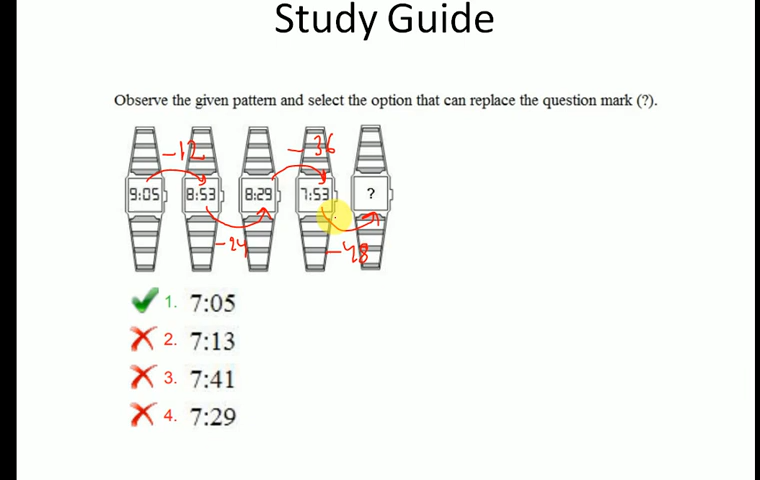 Study Guide
Observe the given pattern and select the option that can replace the question mark (?).
-12 -36
9:05 8:53 8:29 7:53 ?
-24 -48
1. 7:05
2. 7:13
3. 7:41
4. 7:29